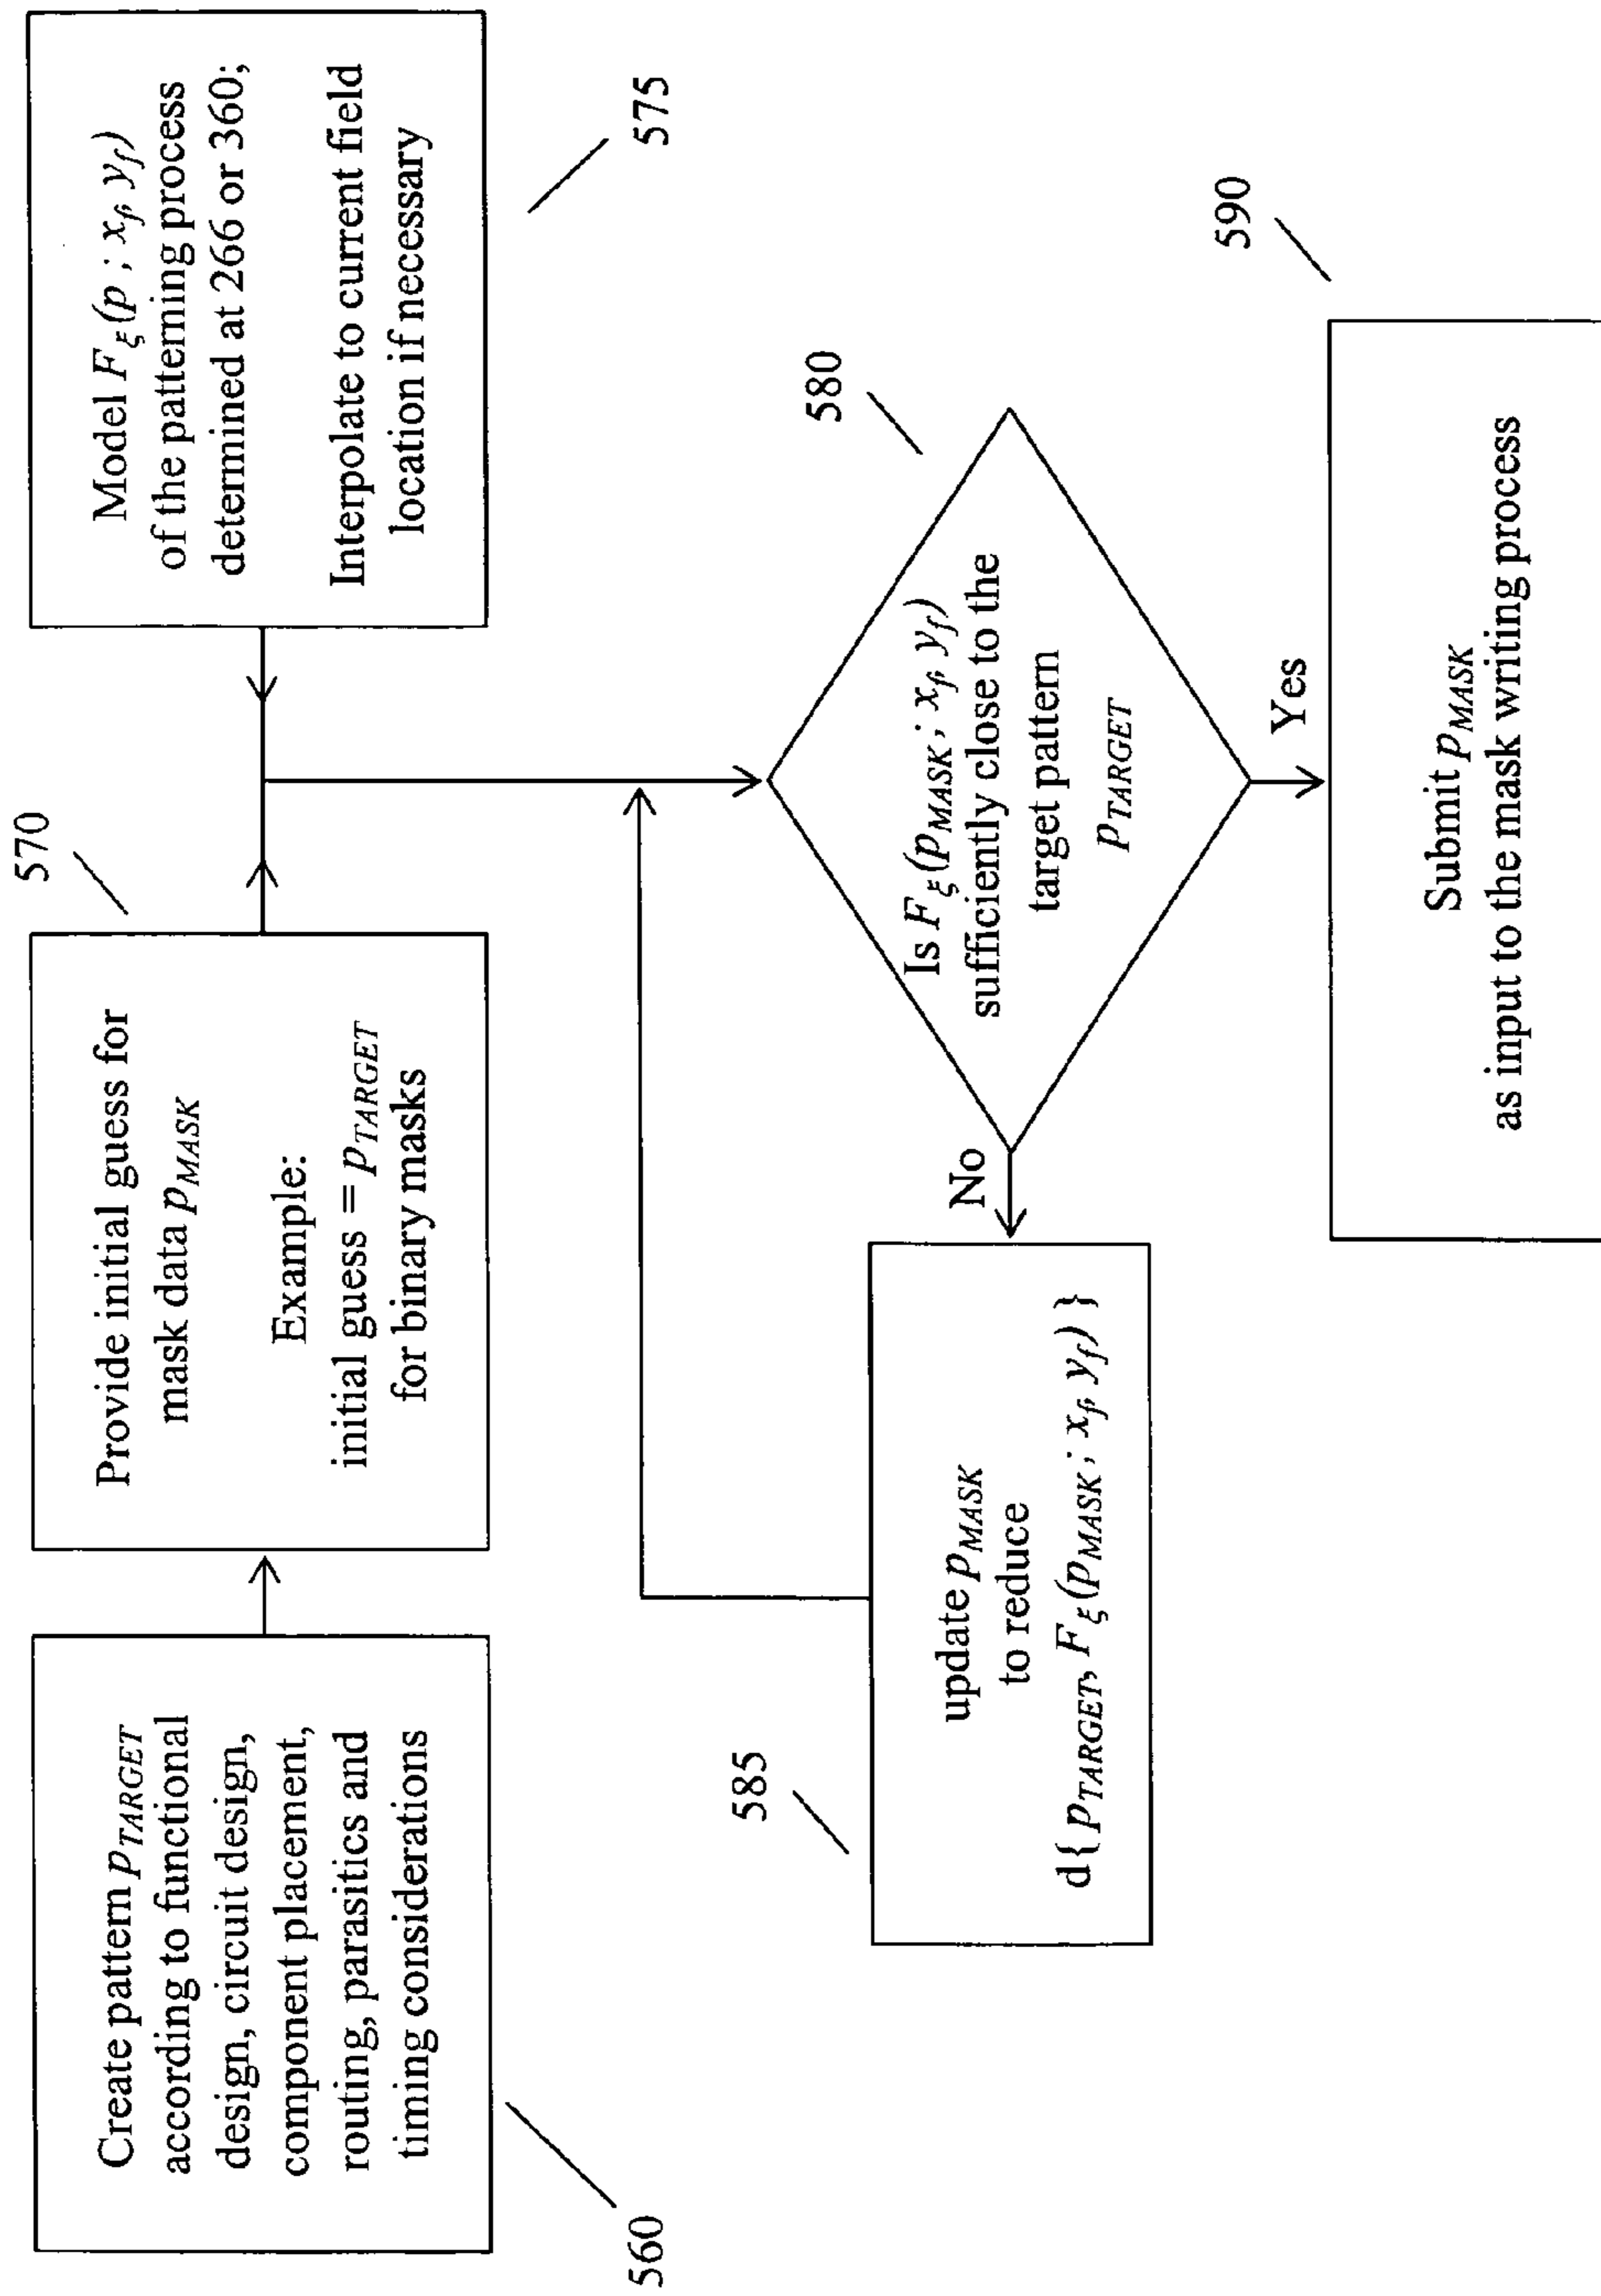 Create pattern p_TARGET
according to functional
design, circuit design,
component placement,
routing, parasitics and
timing considerations
560
Provide initial guess for
mask data p_MASK
Example:
initial guess = p_TARGET
for binary masks
570
Model F_ξ(p ; x_f, y_f)
of the patterning process
determined at 266 or 360;
Interpolate to current field
location if necessary
575
Is F_ξ(p_MASK ; x_f, y_f)
sufficiently close to the
target pattern
p_TARGET
580
No
Yes
update p_MASK
to reduce
d{ p_TARGET, F_ξ(p_MASK ; x_f, y_f) }
585
Submit p_MASK
as input to the mask writing process
590